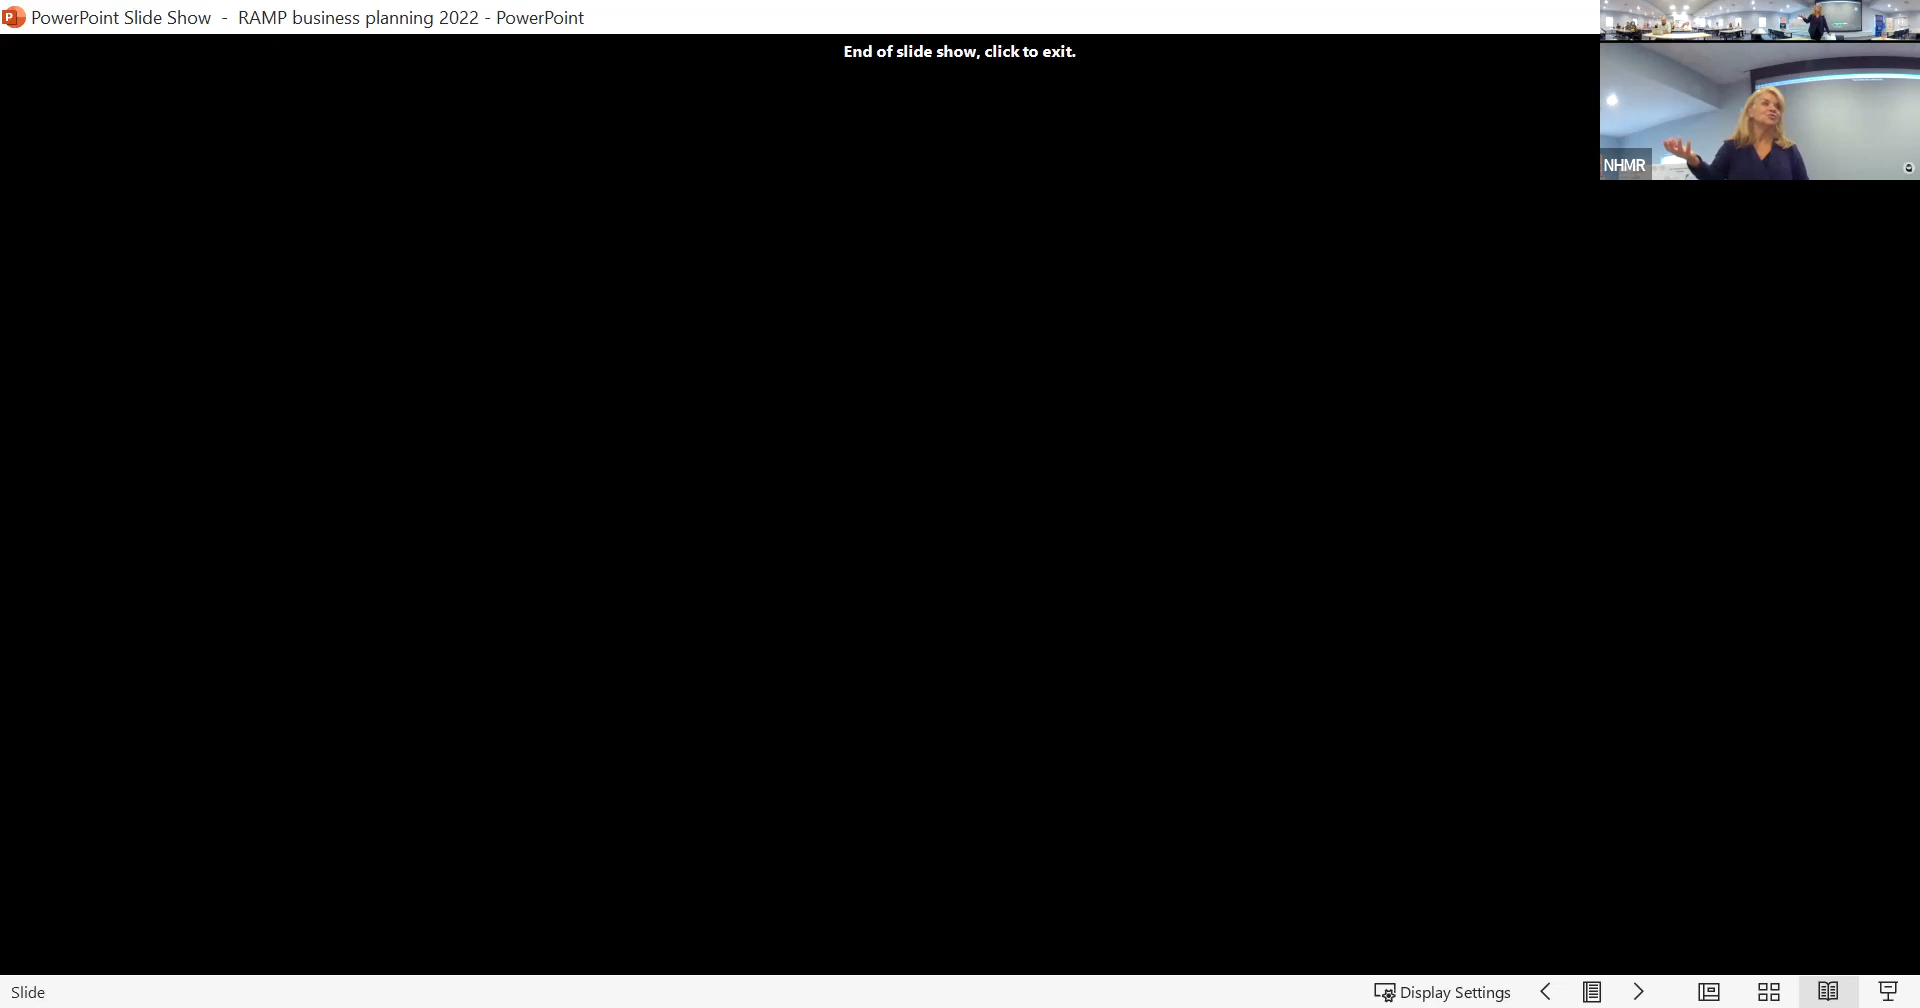 PowerPoint Slide Show - RAMP business planning 2022 - PowerPoint
End of slide show, click to exit.
NHMR
Slide
Display Settings